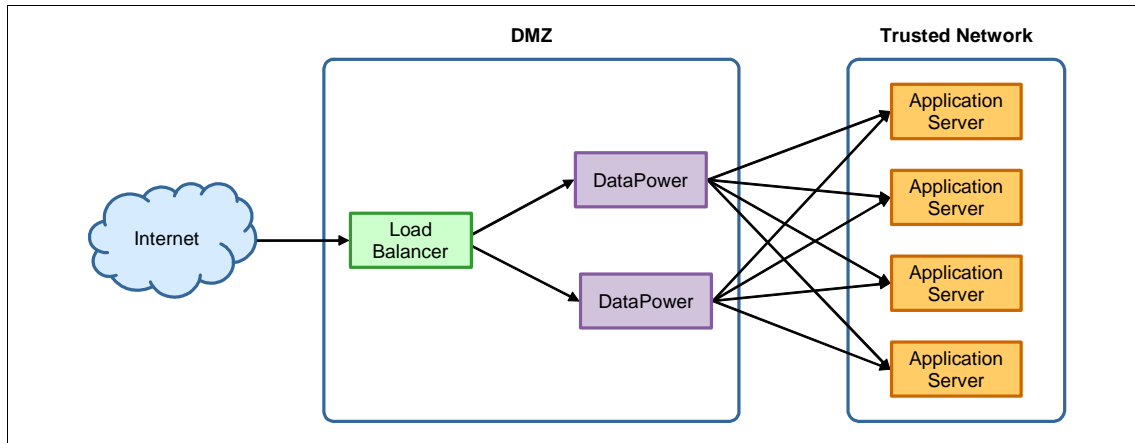 DMZ
Trusted Network
Internet
Load
Balancer
DataPower
DataPower
Application
Server
Application
Server
Application
Server
Application
Server